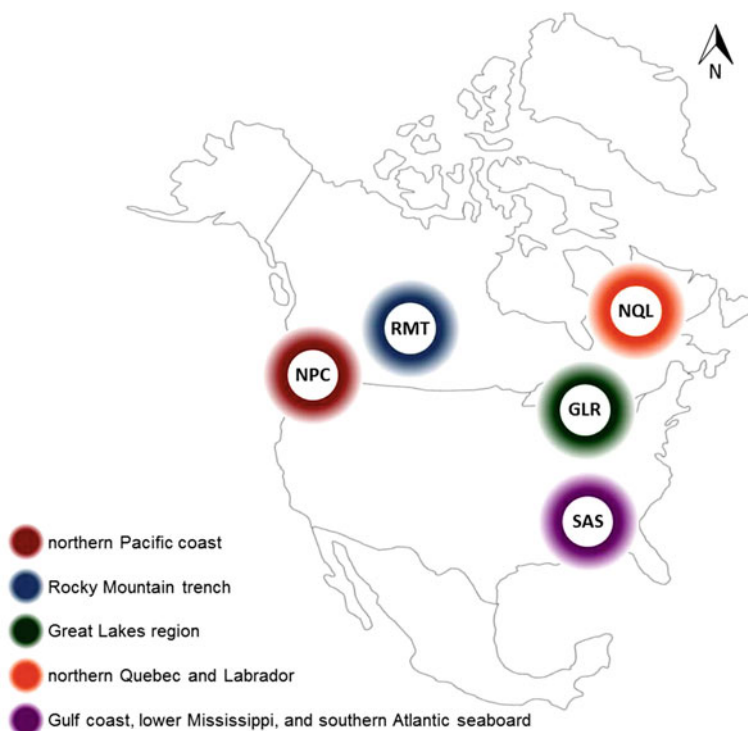 N
NQL
RMT
NPC
GLR
SAS
northern Pacific coast
Rocky Mountain trench
Great Lakes region
northern Quebec and Labrador
Gulf coast, lower Mississippi, and southern Atlantic seaboard